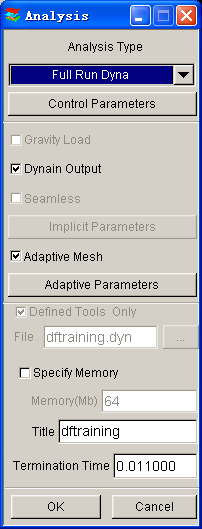 Analysis
Analysis Type
Full Run Dyna
Control Parameters
Gravity Load
Dynain Output
Seamless
Implicit Parameters
Adaptive Mesh
Adaptive Parameters
Defined Tools Only
File dftraining.dyn ...
Specify Memory
Memory(Mb) 64
Title dftraining
Termination Time 0.011000
OK Cancel